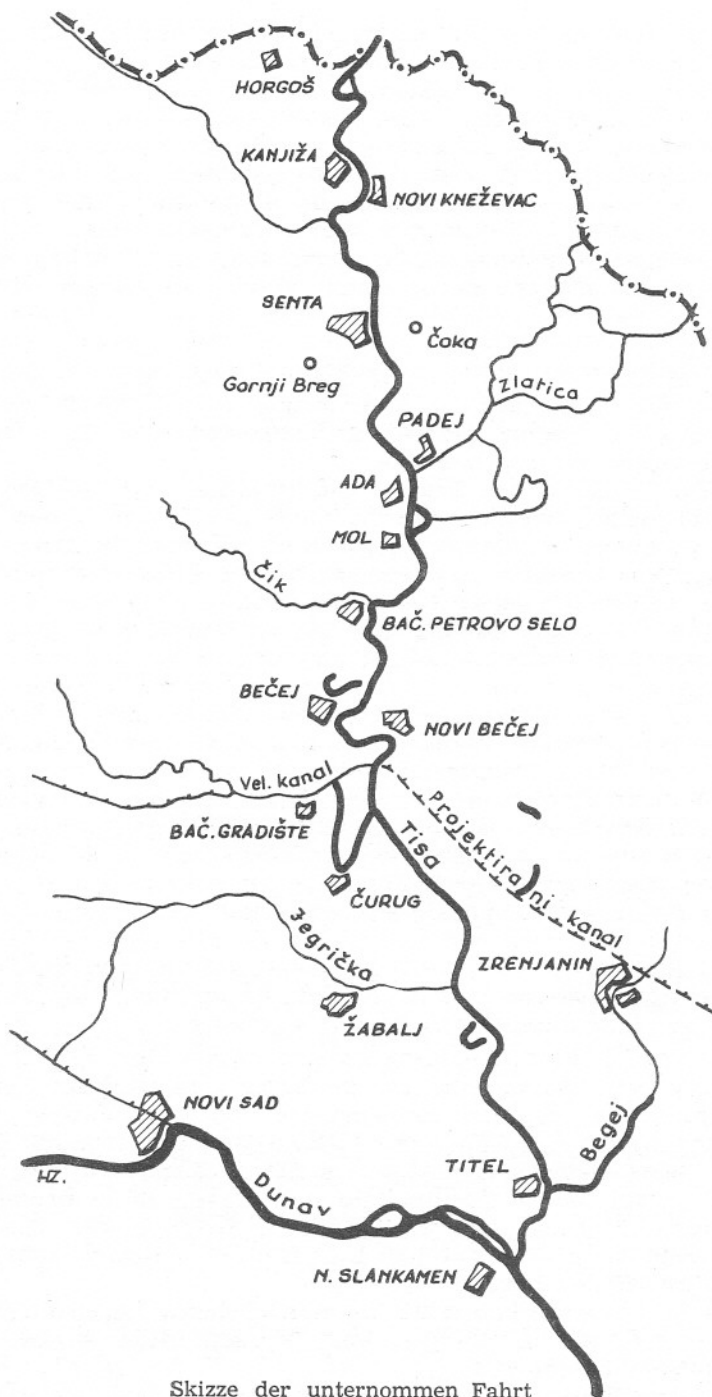 HORGOŠ
KANJIŽA
NOVI KNEŽEVAC
SENTA
Čoka
Gornji Breg
Zlatica
PADEJ
ADA
MOL
Čik
BAČ. PETROVO SELO
BEČEJ
NOVI BEČEJ
Vel. kanal
Projektirani kanal
BAČ. GRADIŠTE
Tisa
ČURUG
Jegrička
ZRENJANIN
ŽABALJ
NOVI SAD
Begej
HZ.
TITEL
Dunav
N. SLANKAMEN
Skizze der unternommen Fahrt